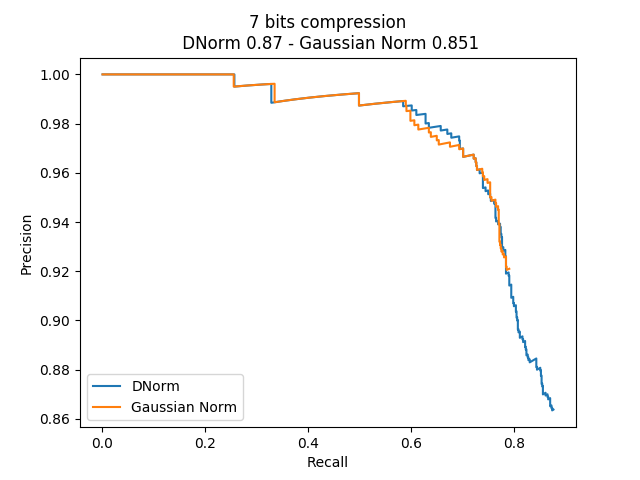 7 bits compression
DNorm 0.87 - Gaussian Norm 0.851
1.00
0.98
0.96
0.94
0.92
0.90
0.88
0.86
Precision
DNorm
Gaussian Norm
0.0
0.2
0.4
0.6
0.8
Recall